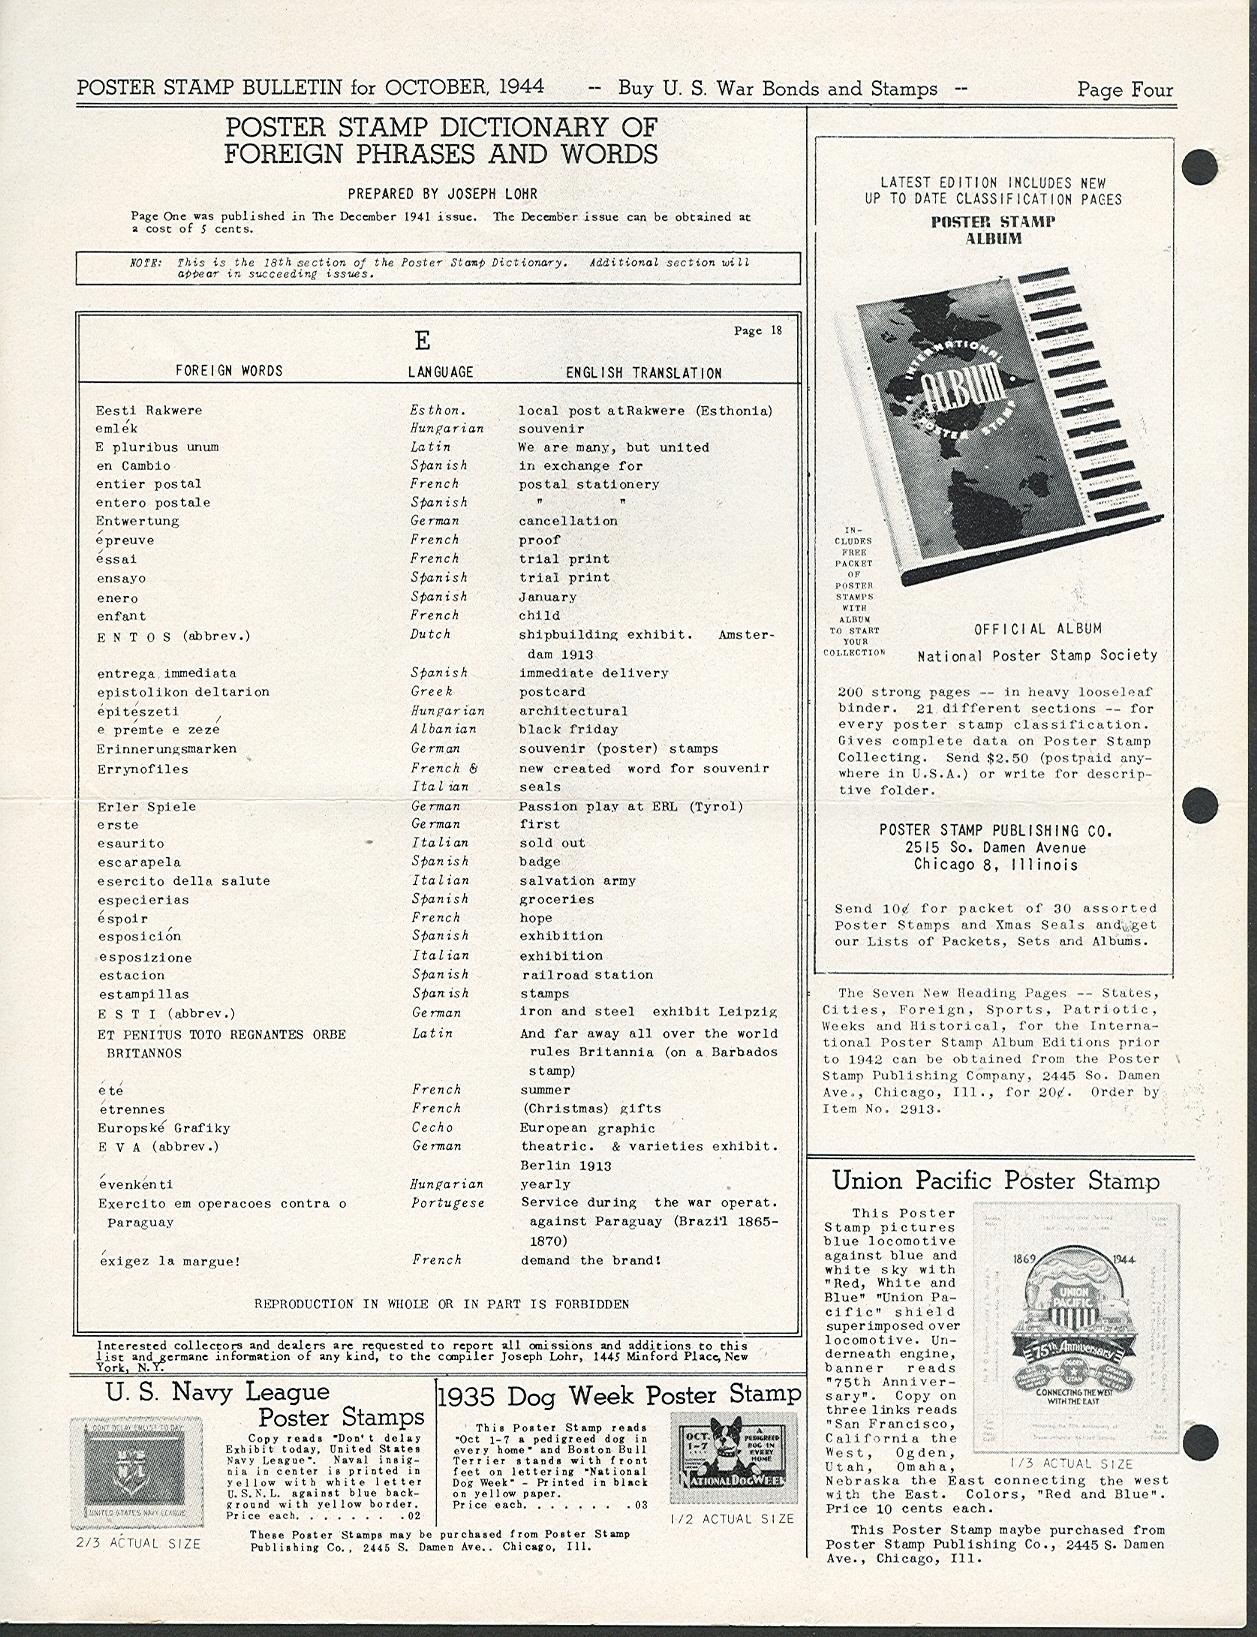 POSTER STAMP BULLETIN for OCTOBER, 1944 -- Buy U. S. War Bonds and Stamps -- Page Four
POSTER STAMP DICTIONARY OF
FOREIGN PHRASES AND WORDS
PREPARED BY JOSEPH LOHR
Page One was published in The December 1941 issue. The December issue can be obtained at
a cost of 5 cents.
NOTE: This is the 18th section of the Poster Stamp Dictionary. Additional section will
appear in succeeding issues.
E Page 18
FOREIGN WORDS LANGUAGE ENGLISH TRANSLATION
Eesti Rakwere Esthon. local post atRakwere (Esthonia)
emlék Hungarian souvenir
E pluribus unum Latin We are many, but united
en Cambio Spanish in exchange for
entier postal French postal stationery
entero postale Spanish " "
Entwertung German cancellation
épreuve French proof
éssai French trial print
ensayo Spanish trial print
enero Spanish January
enfant French child
E N T O S (abbrev.) Dutch shipbuilding exhibit. Amster-
dam 1913
entrega immediata Spanish immediate delivery
epistolikon deltarion Greek postcard
épitészeti Hungarian architectural
e prémte e zezé Albanian black friday
Erinnerungsmarken German souvenir (poster) stamps
Errynofiles French & new created word for souvenir
Italian seals
Erler Spiele German Passion play at ERL (Tyrol)
erste German first
esaurito Italian sold out
escarapela Spanish badge
esercito della salute Italian salvation army
especierias Spanish groceries
éspoir French hope
esposición Spanish exhibition
esposizione Italian exhibition
estacion Spanish railroad station
estampillas Spanish stamps
E S T I (abbrev.) German iron and steel exhibit Leipzig
ET PENITUS TOTO REGNANTES ORBE Latin And far away all over the world
BRITANNOS rules Britannia (on a Barbados
stamp)
été French summer
étrennes French (Christmas) gifts
Europské Grafiky Cecho European graphic
E V A (abbrev.) German theatric. & varieties exhibit.
Berlin 1913
évenkénti Hungarian yearly
Exercito em operacoes contra o Portugese Service during the war operat.
Paraguay against Paraguay (Brazil 1865-
1870)
éxigez la margue! French demand the brand!
REPRODUCTION IN WHOLE OR IN PART IS FORBIDDEN
Interested collectors and dealers are requested to report all omissions and additions to this
list and germane information of any kind, to the compiler Joseph Lohr, 1445 Minford Place, New
York, N.Y.
U. S. Navy League
Poster Stamps
DON'T DELAY ENLIST TODAY
U S
N L
UNITED STATES NAVY LEAGUE
Copy reads "Don't delay
Exhibit today, United States
Navy League". Naval insig-
nia in center is printed in
yellow with white letter
U.S.N.L. against blue back-
ground with yellow border.
Price each. . . . . . . .02
2/3 ACTUAL SIZE
1935 Dog Week Poster Stamp
This Poster Stamp reads
"Oct 1-7 a pedigreed dog in
every home" and Boston Bull
Terrier stands with front
feet on lettering "National
Dog Week" - Printed in black
on yellow paper.
Price each. . . . . . . .03
OCT.
1-7
A
PEDIGREED
DOG IN
EVERY
HOME
NATIONAL DOG WEEK
1/2 ACTUAL SIZE
These Poster Stamps may be purchased from Poster Stamp
Publishing Co., 2445 S. Damen Ave.. Chicago, Ill.
LATEST EDITION INCLUDES NEW
UP TO DATE CLASSIFICATION PAGES
POSTER STAMP
ALBUM
INTERNATIONAL
ALBUM
POSTER STAMP
IN-
CLUDES
FREE
PACKET
OF
POSTER
STAMPS
WITH
ALBUM
TO START
YOUR
COLLECTION
OFFICIAL ALBUM
National Poster Stamp Society
200 strong pages -- in heavy looseleaf
binder. 21 different sections -- for
every poster stamp classification.
Gives complete data on Poster Stamp
Collecting. Send $2.50 (postpaid any-
where in U.S.A.) or write for descrip-
tive folder.
POSTER STAMP PUBLISHING CO.
2515 So. Damen Avenue
Chicago 8, Illinois
Send 10¢ for packet of 30 assorted
Poster Stamps and Xmas Seals and get
our Lists of Packets, Sets and Albums.
The Seven New Heading Pages -- States,
Cities, Foreign, Sports, Patriotic,
Weeks and Historical, for the Interna-
tional Poster Stamp Album Editions prior
to 1942 can be obtained from the Poster
Stamp Publishing Company, 2445 So. Damen
Ave., Chicago, Ill., for 20¢. Order by
Item No. 2913.
Union Pacific Poster Stamp
This Poster
Stamp pictures
blue locomotive
against blue and
white sky with
"Red, White and
Blue" "Union Pa-
cific" shield
superimposed over
locomotive. Un-
derneath engine,
banner reads
"75th Anniver-
sary". Copy on
three links reads
"San Francisco,
California the
West, Ogden,
Utah, Omaha,
Nebraska the East connecting the west
with the East. Colors, "Red and Blue".
Price 10 cents each.
1869 1944
UNION
PACIFIC
75th Anniversary
OGDEN
UTAH
CONNECTING THE WEST
WITH THE EAST
1/3 ACTUAL SIZE
This Poster Stamp maybe purchased from
Poster Stamp Publishing Co., 2445 S. Damen
Ave., Chicago, Ill.